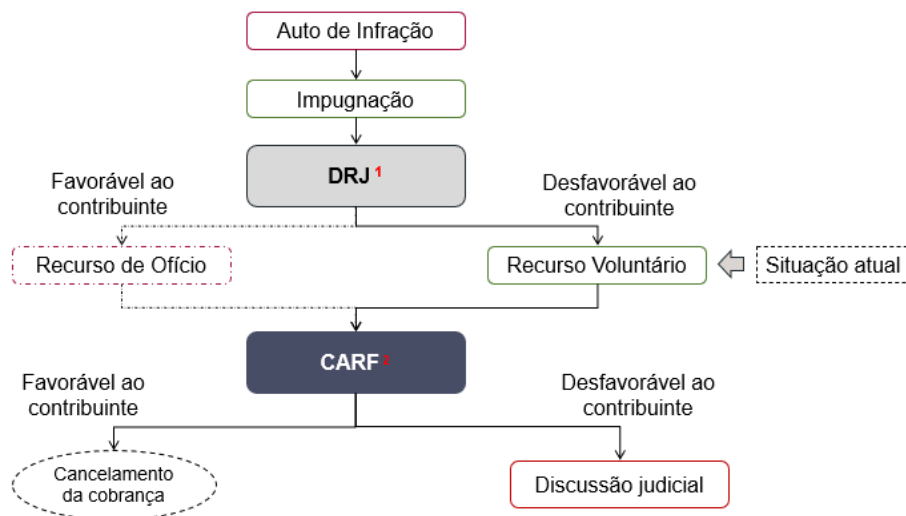 Auto de Infração
Impugnação
DRJ 1
Favorável ao
contribuinte
Desfavorável ao
contribuinte
Recurso de Ofício
Recurso Voluntário
Situação atual
CARF 2
Favorável ao
contribuinte
Desfavorável ao
contribuinte
Cancelamento
da cobrança
Discussão judicial